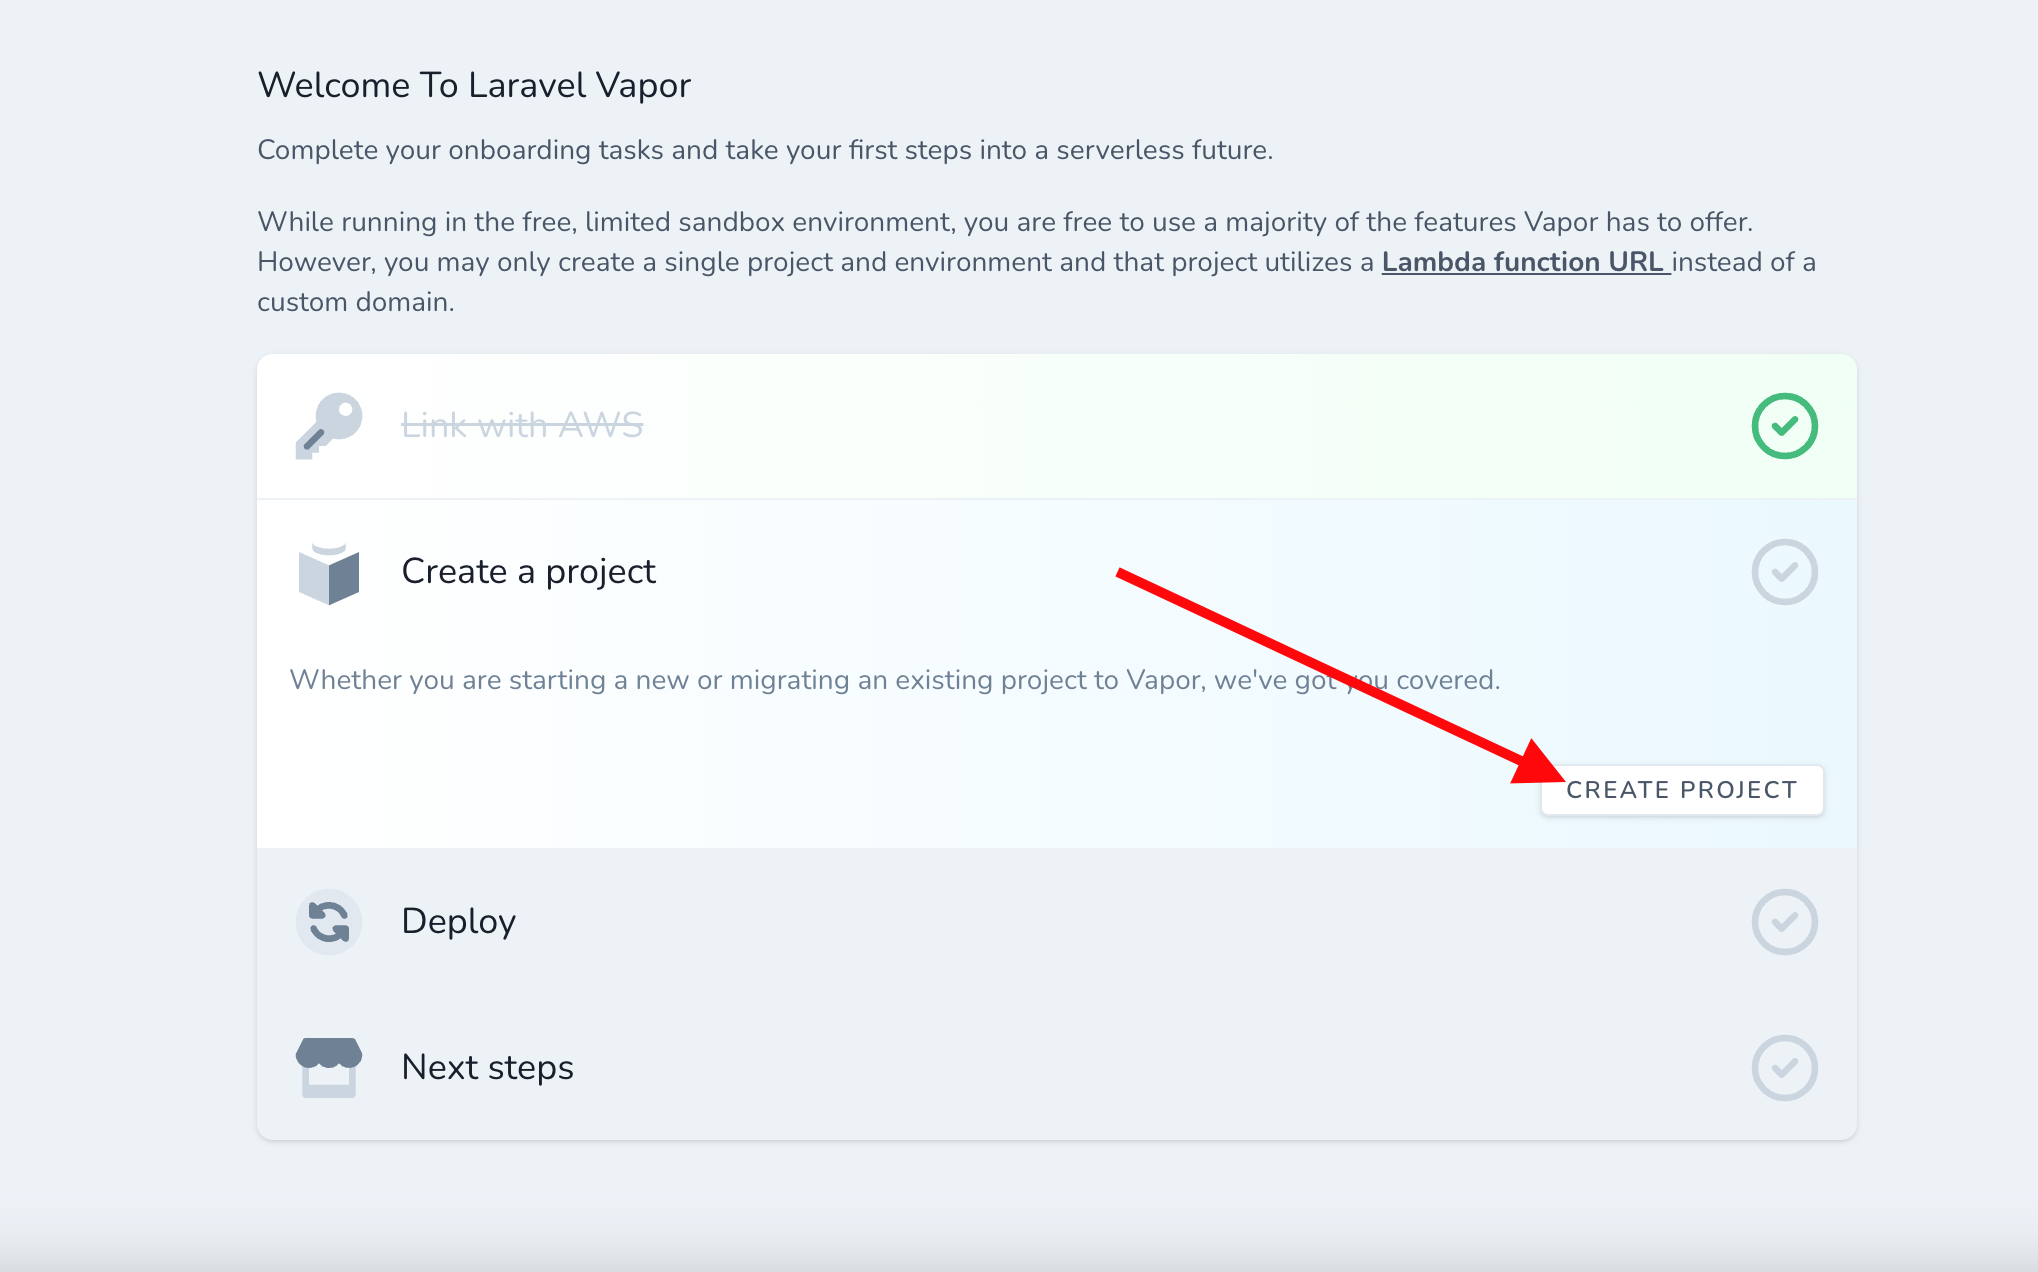 Welcome To Laravel Vapor
Complete your onboarding tasks and take your first steps into a serverless future.
While running in the free, limited sandbox environment, you are free to use a majority of the features Vapor has to offer.
However, you may only create a single project and environment and that project utilizes a Lambda function URL instead of a
custom domain.
Link with AWS
Create a project
Whether you are starting a new or migrating an existing project to Vapor, we've got you covered.
CREATE PROJECT
Deploy
Next steps